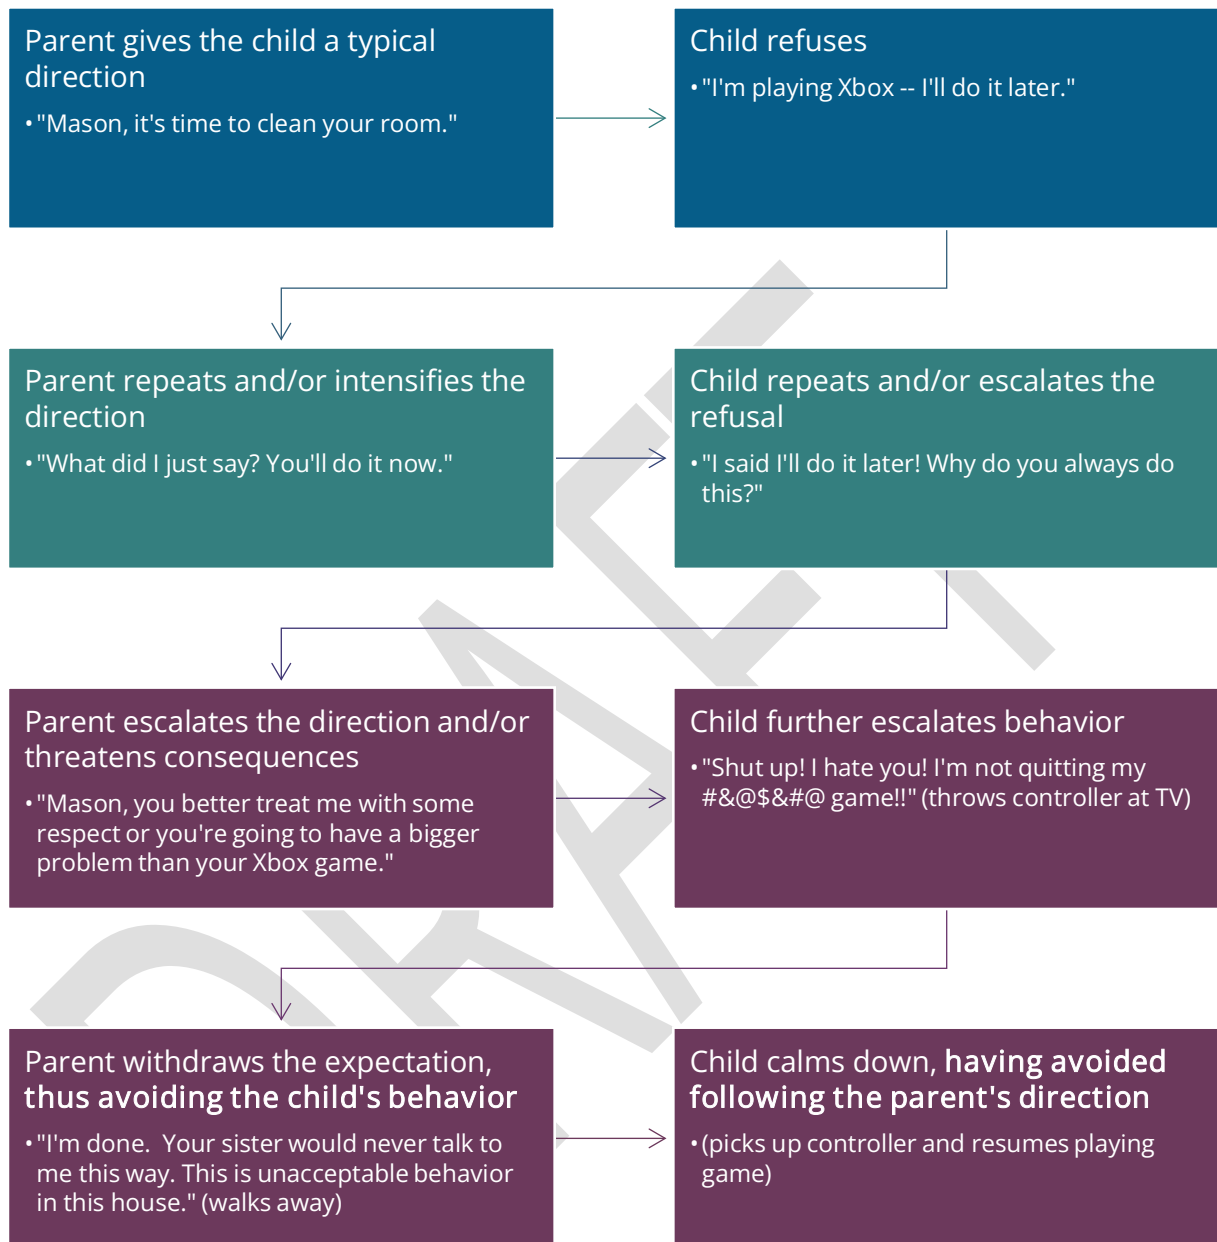 Parent gives the child a typical
direction
• "Mason, it's time to clean your room."
Child refuses
• "I'm playing Xbox -- I'll do it later."
Parent repeats and/or intensifies the
direction
• "What did I just say? You'll do it now."
Child repeats and/or escalates the
refusal
• "I said I'll do it later! Why do you always do
this?"
Parent escalates the direction and/or
threatens consequences
• "Mason, you better treat me with some
respect or you're going to have a bigger
problem than your Xbox game."
Child further escalates behavior
• "Shut up! I hate you! I'm not quitting my
#&@$&#@ game!!" (throws controller at TV)
Parent withdraws the expectation,
thus avoiding the child's behavior
• "I'm done.  Your sister would never talk to
me this way. This is unacceptable behavior
in this house." (walks away)
Child calms down, having avoided
following the parent's direction
• (picks up controller and resumes playing
game)
DRAFT